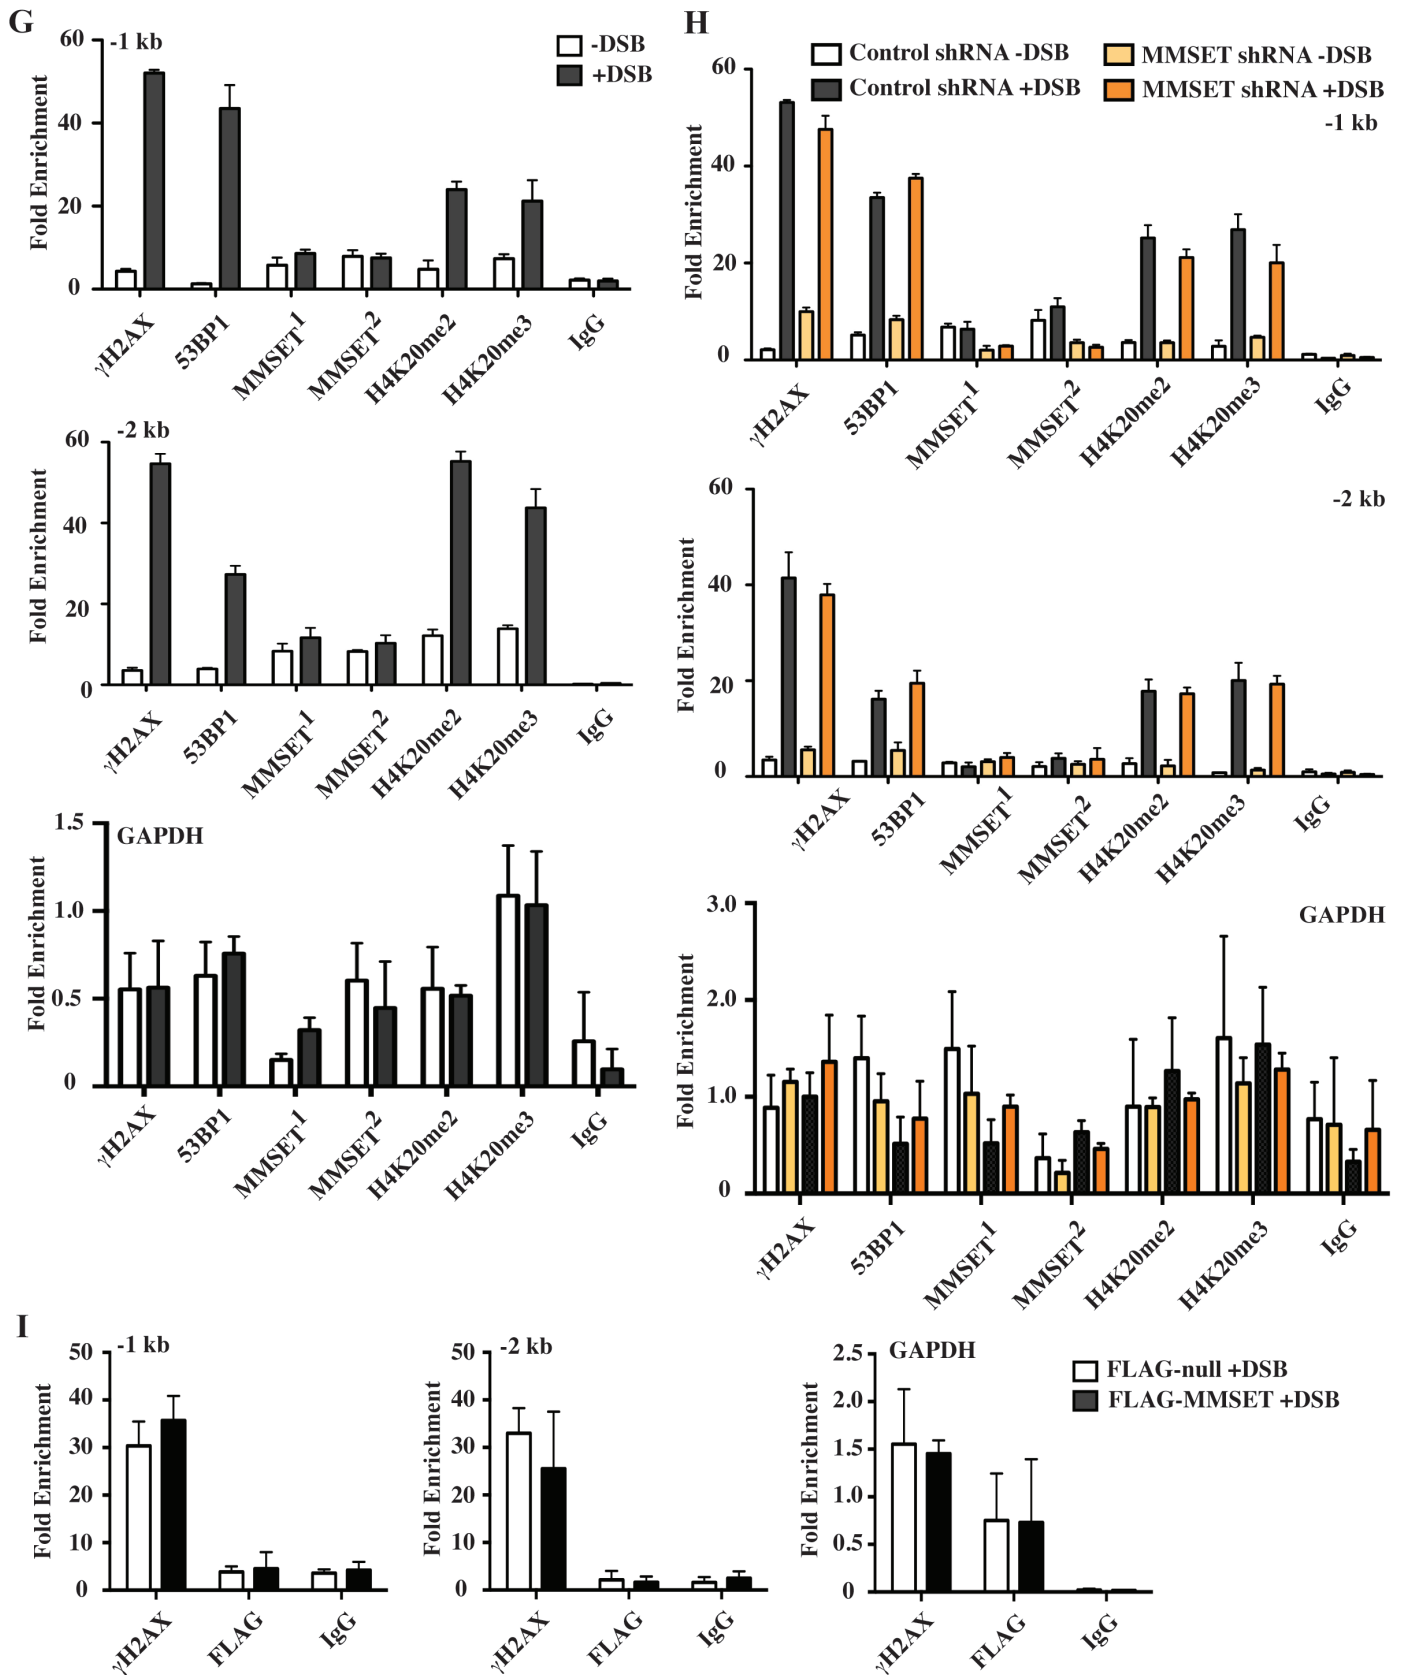 G
-1 kb
-DSB
+DSB
Fold Enrichment
60
40
20
0
γH2AX
53BP1
MMSET1
MMSET2
H4K20me2
H4K20me3
IgG
-2 kb
Fold Enrichment
60
40
20
0
γH2AX
53BP1
MMSET1
MMSET2
H4K20me2
H4K20me3
IgG
GAPDH
Fold Enrichment
1.5
1.0
0.5
0
γH2AX
53BP1
MMSET1
MMSET2
H4K20me2
H4K20me3
IgG
H
Control shRNA -DSB
MMSET shRNA -DSB
Control shRNA +DSB
MMSET shRNA +DSB
-1 kb
Fold Enrichment
60
40
20
0
γH2AX
53BP1
MMSET1
MMSET2
H4K20me2
H4K20me3
IgG
-2 kb
Fold Enrichment
60
40
20
0
γH2AX
53BP1
MMSET1
MMSET2
H4K20me2
H4K20me3
IgG
GAPDH
Fold Enrichment
3.0
2.0
1.0
0
γH2AX
53BP1
MMSET1
MMSET2
H4K20me2
H4K20me3
IgG
I
-1 kb
Fold Enrichment
50
40
30
20
10
0
γH2AX
FLAG
IgG
-2 kb
Fold Enrichment
50
40
30
20
10
0
γH2AX
FLAG
IgG
GAPDH
FLAG-null +DSB
FLAG-MMSET +DSB
Fold Enrichment
2.5
2.0
1.5
1.0
0.5
0
γH2AX
FLAG
IgG